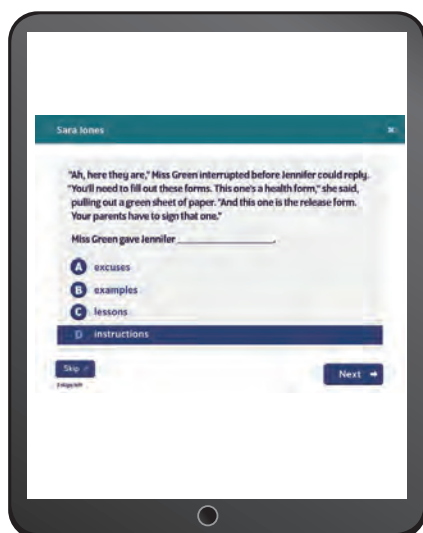 Sara Jones ×
"Ah, here they are," Miss Green interrupted before Jennifer could reply.
"You'll need to fill out these forms. This one's a health form," she said,
pulling out a green sheet of paper. "And this one is the release form.
Your parents have to sign that one."
Miss Green gave Jennifer ____________________.
A excuses
B examples
C lessons
D instructions
Skip
Next →